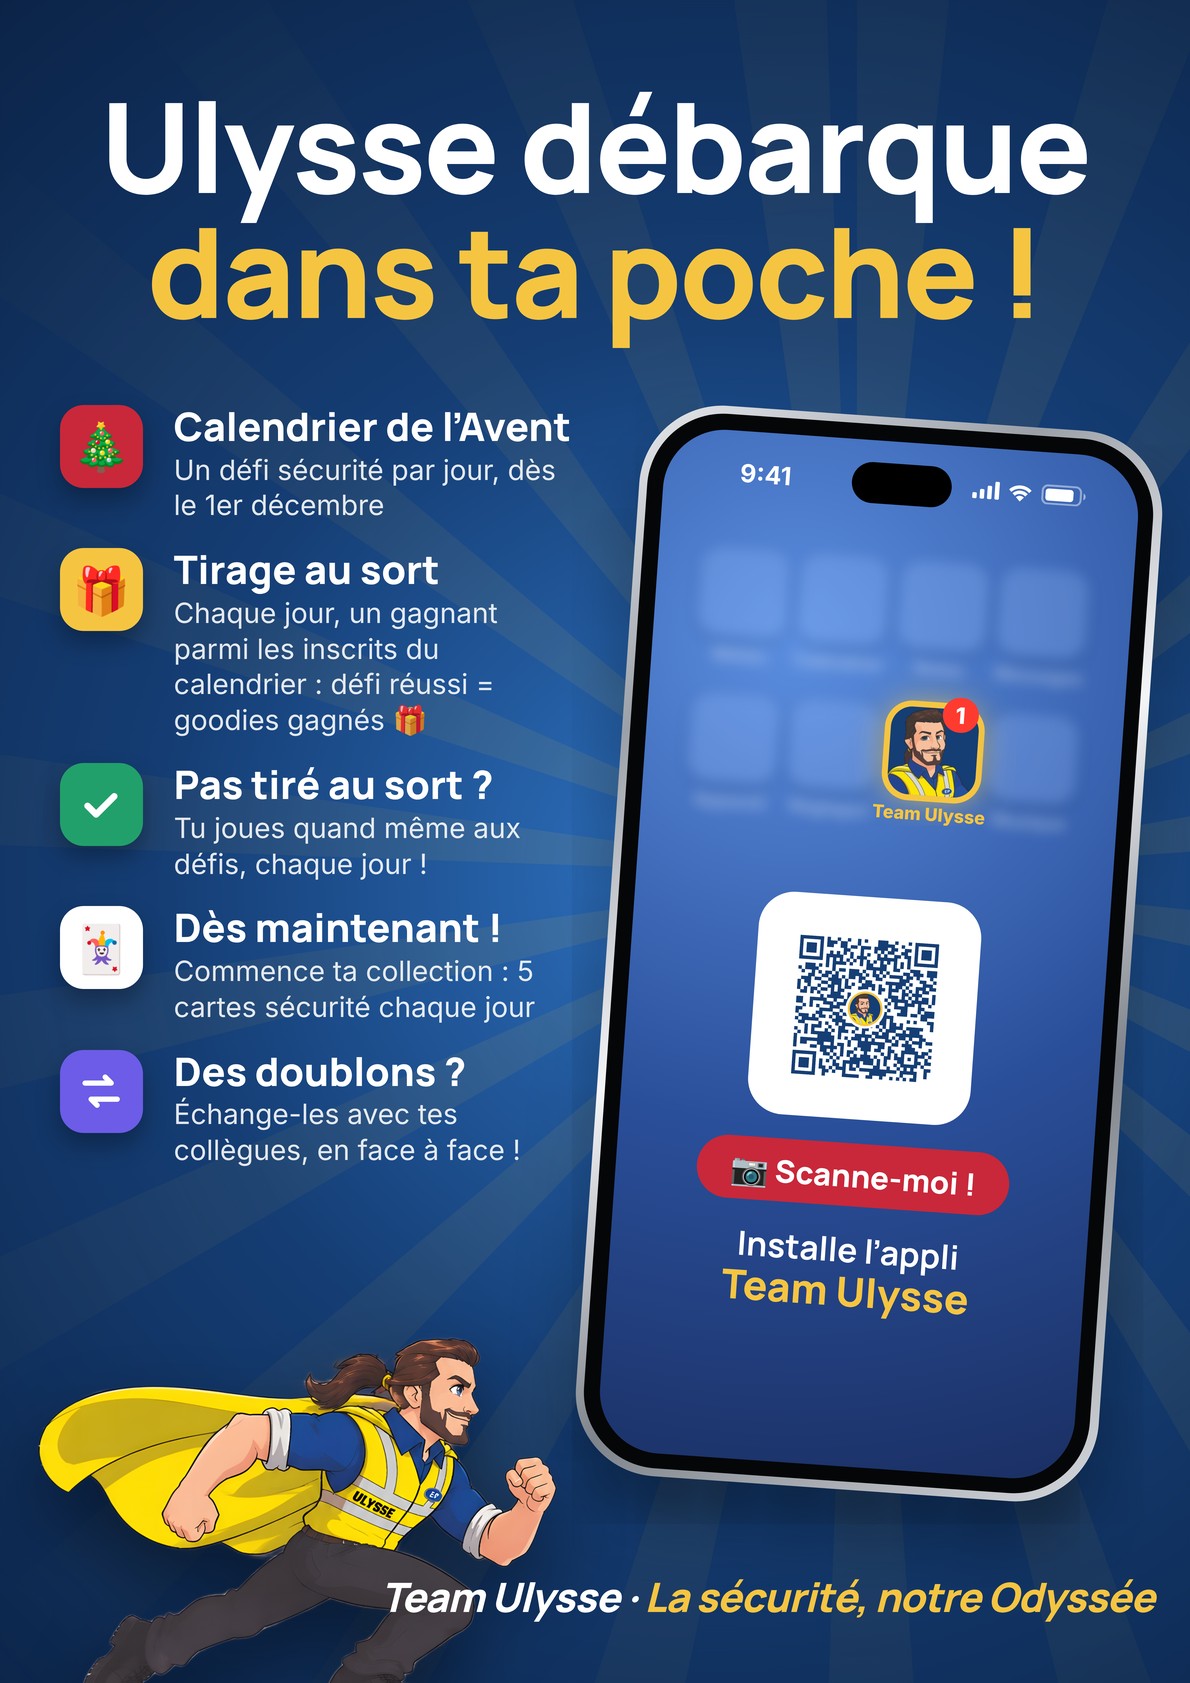 Ulysse débarque
dans ta poche !
Calendrier de l’Avent
Un défi sécurité par jour, dès
le 1er décembre
Tirage au sort
Chaque jour, un gagnant
parmi les inscrits du
calendrier : défi réussi =
goodies gagnés 🎁
Pas tiré au sort ?
Tu joues quand même aux
défis, chaque jour !
Dès maintenant !
Commence ta collection : 5
cartes sécurité chaque jour
Des doublons ?
Échange-les avec tes
collègues, en face à face !
9:41
1
Team Ulysse
📷 Scanne-moi !
Installe l’appli
Team Ulysse
ULYSSE
Team Ulysse · La sécurité, notre Odyssée